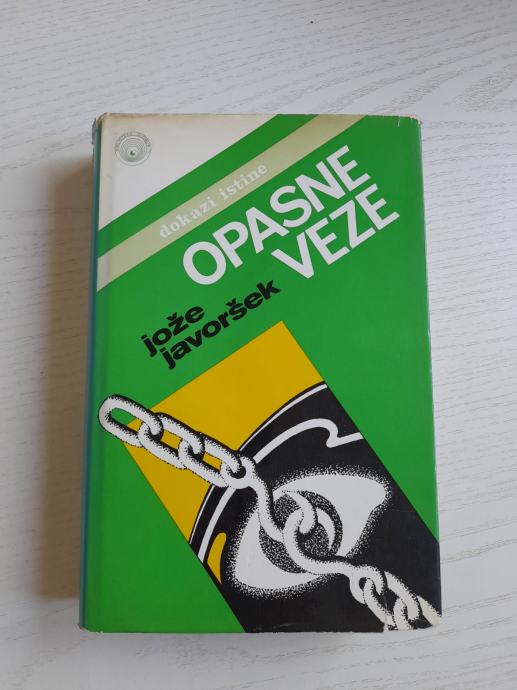 dokazi istine
OPASNE
VEZE
jože
javoršek